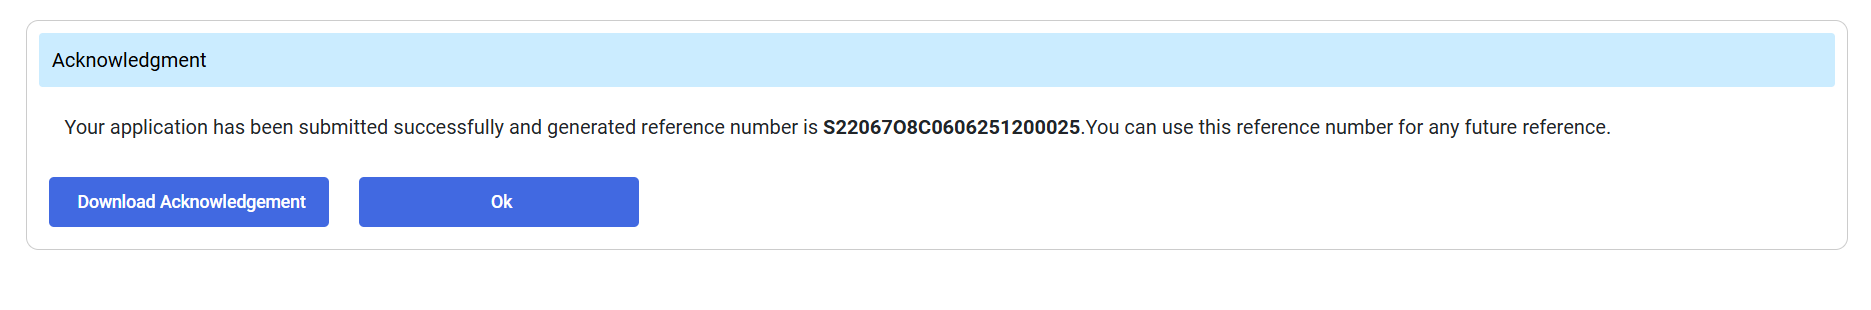 Acknowledgment
Your application has been submitted successfully and generated reference number is S22067O8C0606251200025.You can use this reference number for any future reference.
Download Acknowledgement
Ok